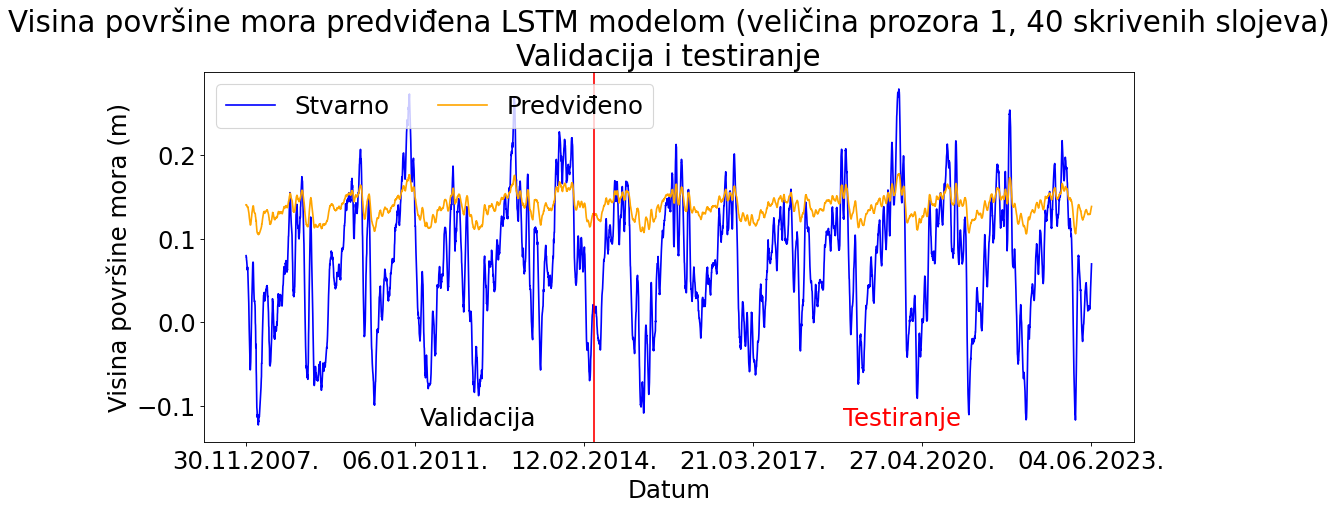 Visina površine mora predviđena LSTM modelom (veličina prozora 1, 40 skrivenih slojeva)
Validacija i testiranje
Stvarno
Predviđeno
Visina površine mora (m)
0.2
0.1
0.0
−0.1
Validacija
Testiranje
30.11.2007.
06.01.2011.
12.02.2014.
21.03.2017.
27.04.2020.
04.06.2023.
Datum